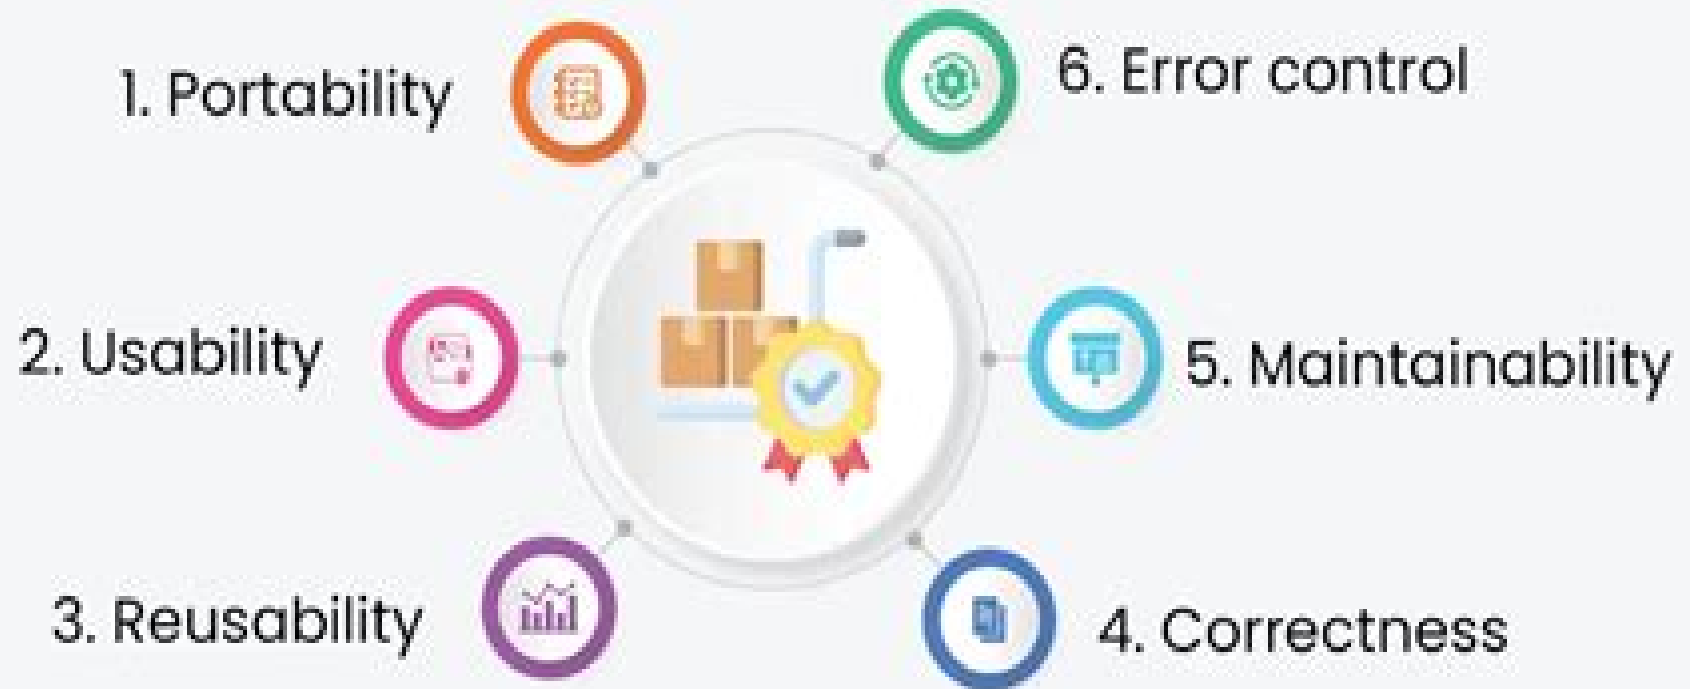 1. Portability
2. Usability
3. Reusability
4. Correctness
5. Maintainability
6. Error control